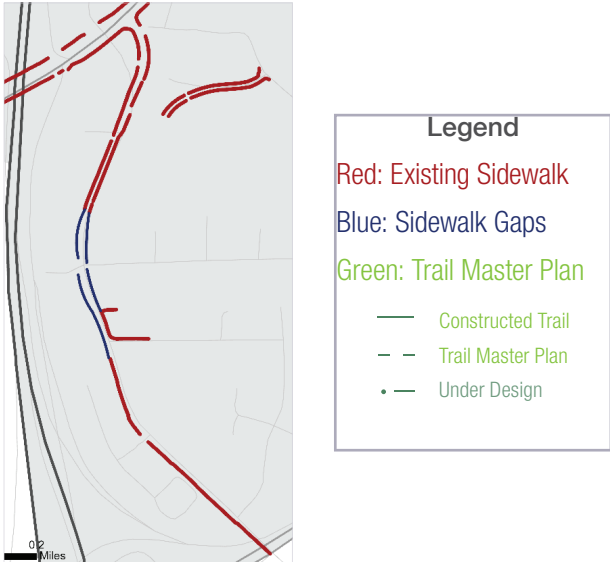 0.2
Miles
Legend
Red: Existing Sidewalk
Blue: Sidewalk Gaps
Green: Trail Master Plan
Constructed Trail
Trail Master Plan
Under Design